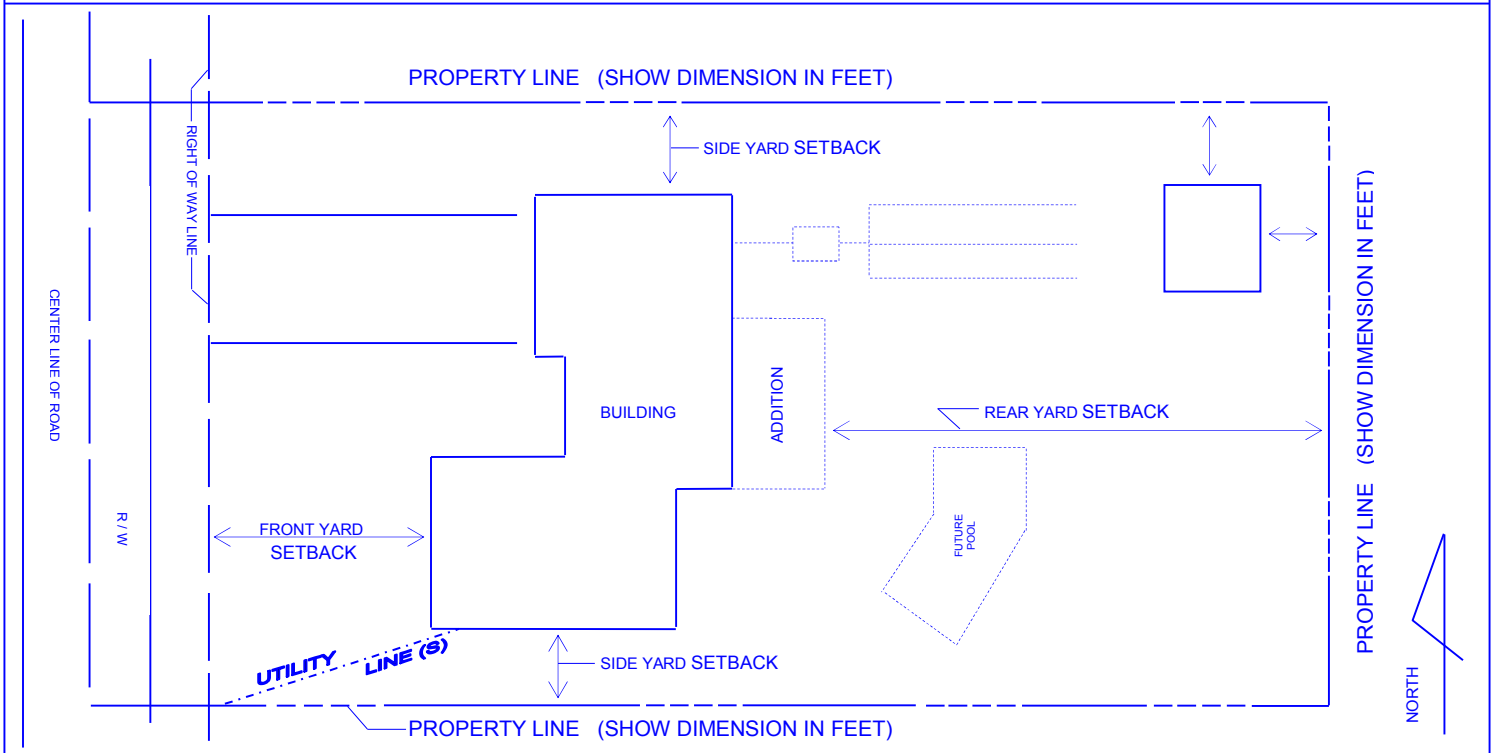 PROPERTY LINE (SHOW DIMENSION IN FEET)
RIGHT OF WAY LINE
SIDE YARD SETBACK
PROPERTY LINE (SHOW DIMENSION IN FEET)
CENTER LINE OF ROAD
BUILDING
ADDITION
REAR YARD SETBACK
R / W
FRONT YARD
SETBACK
FUTURE
POOL
UTILITY LINE (S)
SIDE YARD SETBACK
NORTH
PROPERTY LINE (SHOW DIMENSION IN FEET)